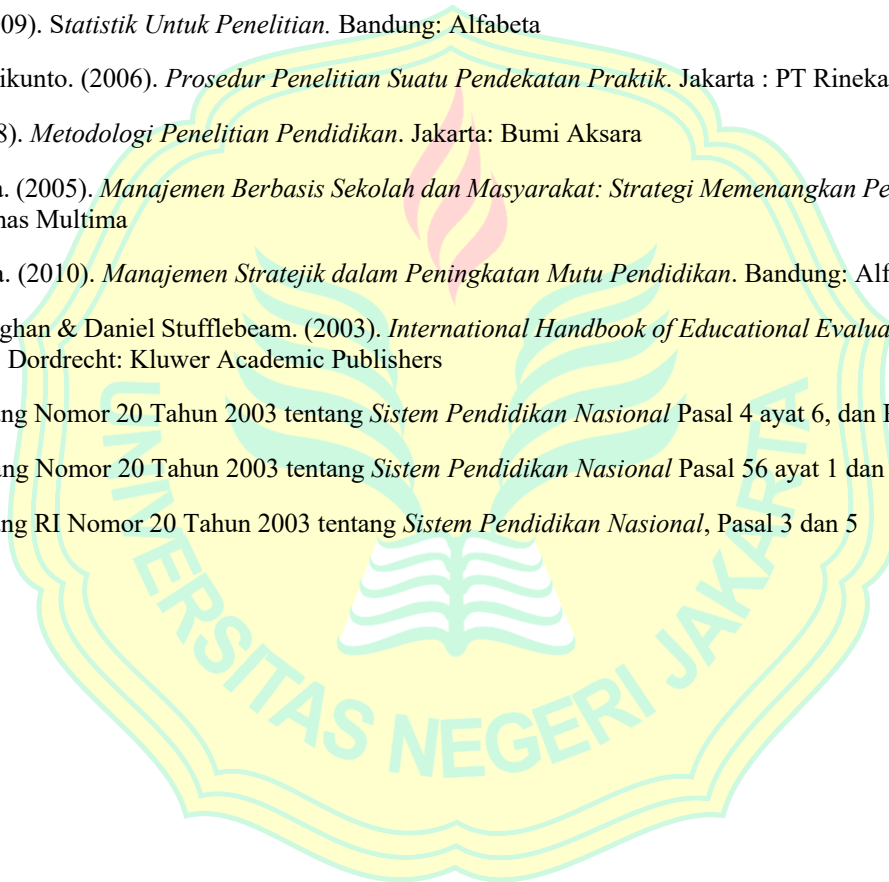 09). Statistik Untuk Penelitian. Bandung: Alfabeta
ikunto. (2006). Prosedur Penelitian Suatu Pendekatan Praktik. Jakarta : PT Rineka
8). Metodologi Penelitian Pendidikan. Jakarta: Bumi Aksara
a. (2005). Manajemen Berbasis Sekolah dan Masyarakat: Strategi Memenangkan Pe
nas Multima
a. (2010). Manajemen Stratejik dalam Peningkatan Mutu Pendidikan. Bandung: Alf
ghan & Daniel Stufflebeam. (2003). International Handbook of Educational Evalua
Dordrecht: Kluwer Academic Publishers
ng Nomor 20 Tahun 2003 tentang Sistem Pendidikan Nasional Pasal 4 ayat 6, dan
ng Nomor 20 Tahun 2003 tentang Sistem Pendidikan Nasional Pasal 56 ayat 1 dan
ng RI Nomor 20 Tahun 2003 tentang Sistem Pendidikan Nasional, Pasal 3 dan 5
UNIVERSITAS NEGERI JAKARTA